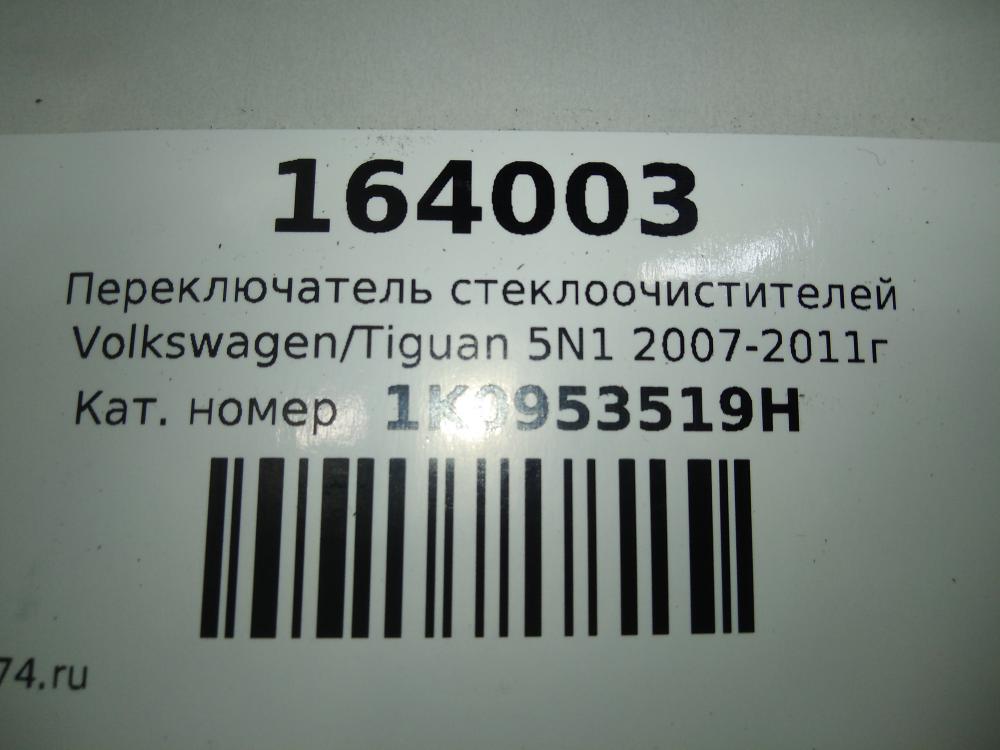 164003
Переключатель стеклоочистителей
Volkswagen/Tiguan 5N1 2007-2011г
Кат. номер 1K0953519H
74.ru